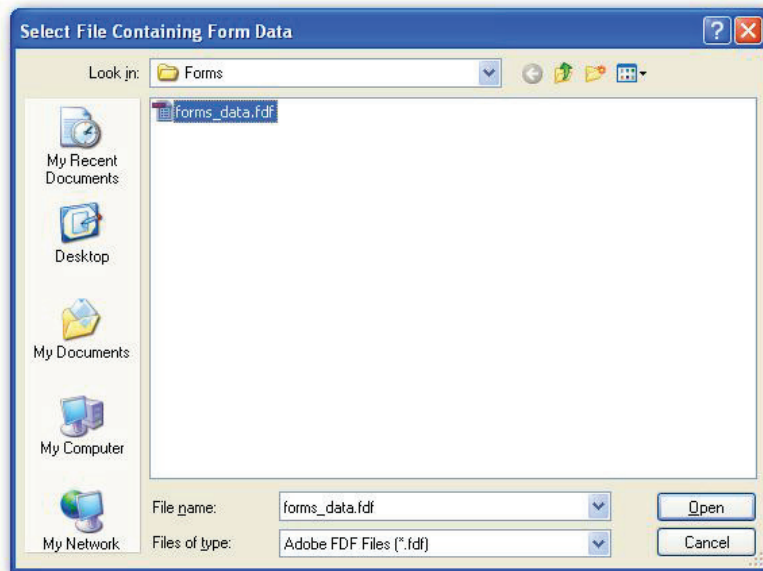 Select File Containing Form Data
Look in:
Forms
forms_data.fdf
My Recent
Documents
Desktop
My Documents
My Computer
My Network
File name:
forms_data.fdf
Open
Files of type:
Adobe FDF Files (*.fdf)
Cancel